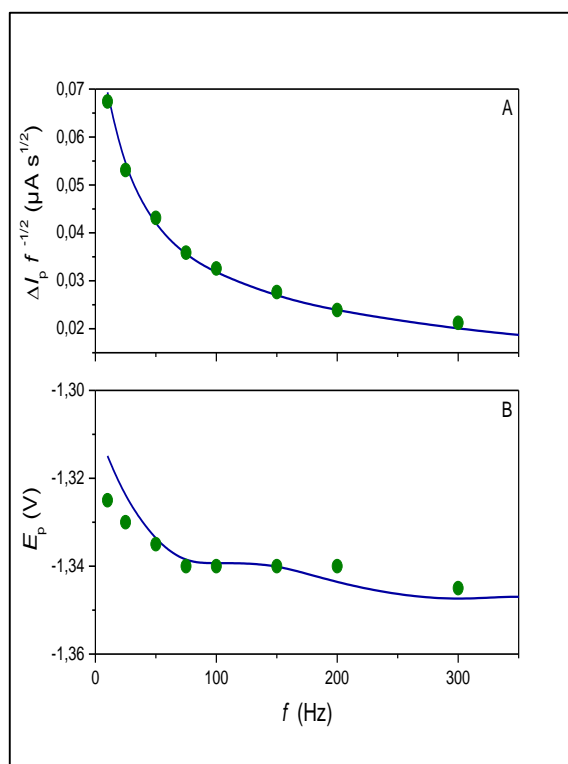 A
0,07
0,06
0,05
0,04
0,03
0,02
ΔIp f -1/2 (µA s1/2)
B
-1,30
-1,32
-1,34
-1,36
Ep (V)
0 100 200 300
f (Hz)